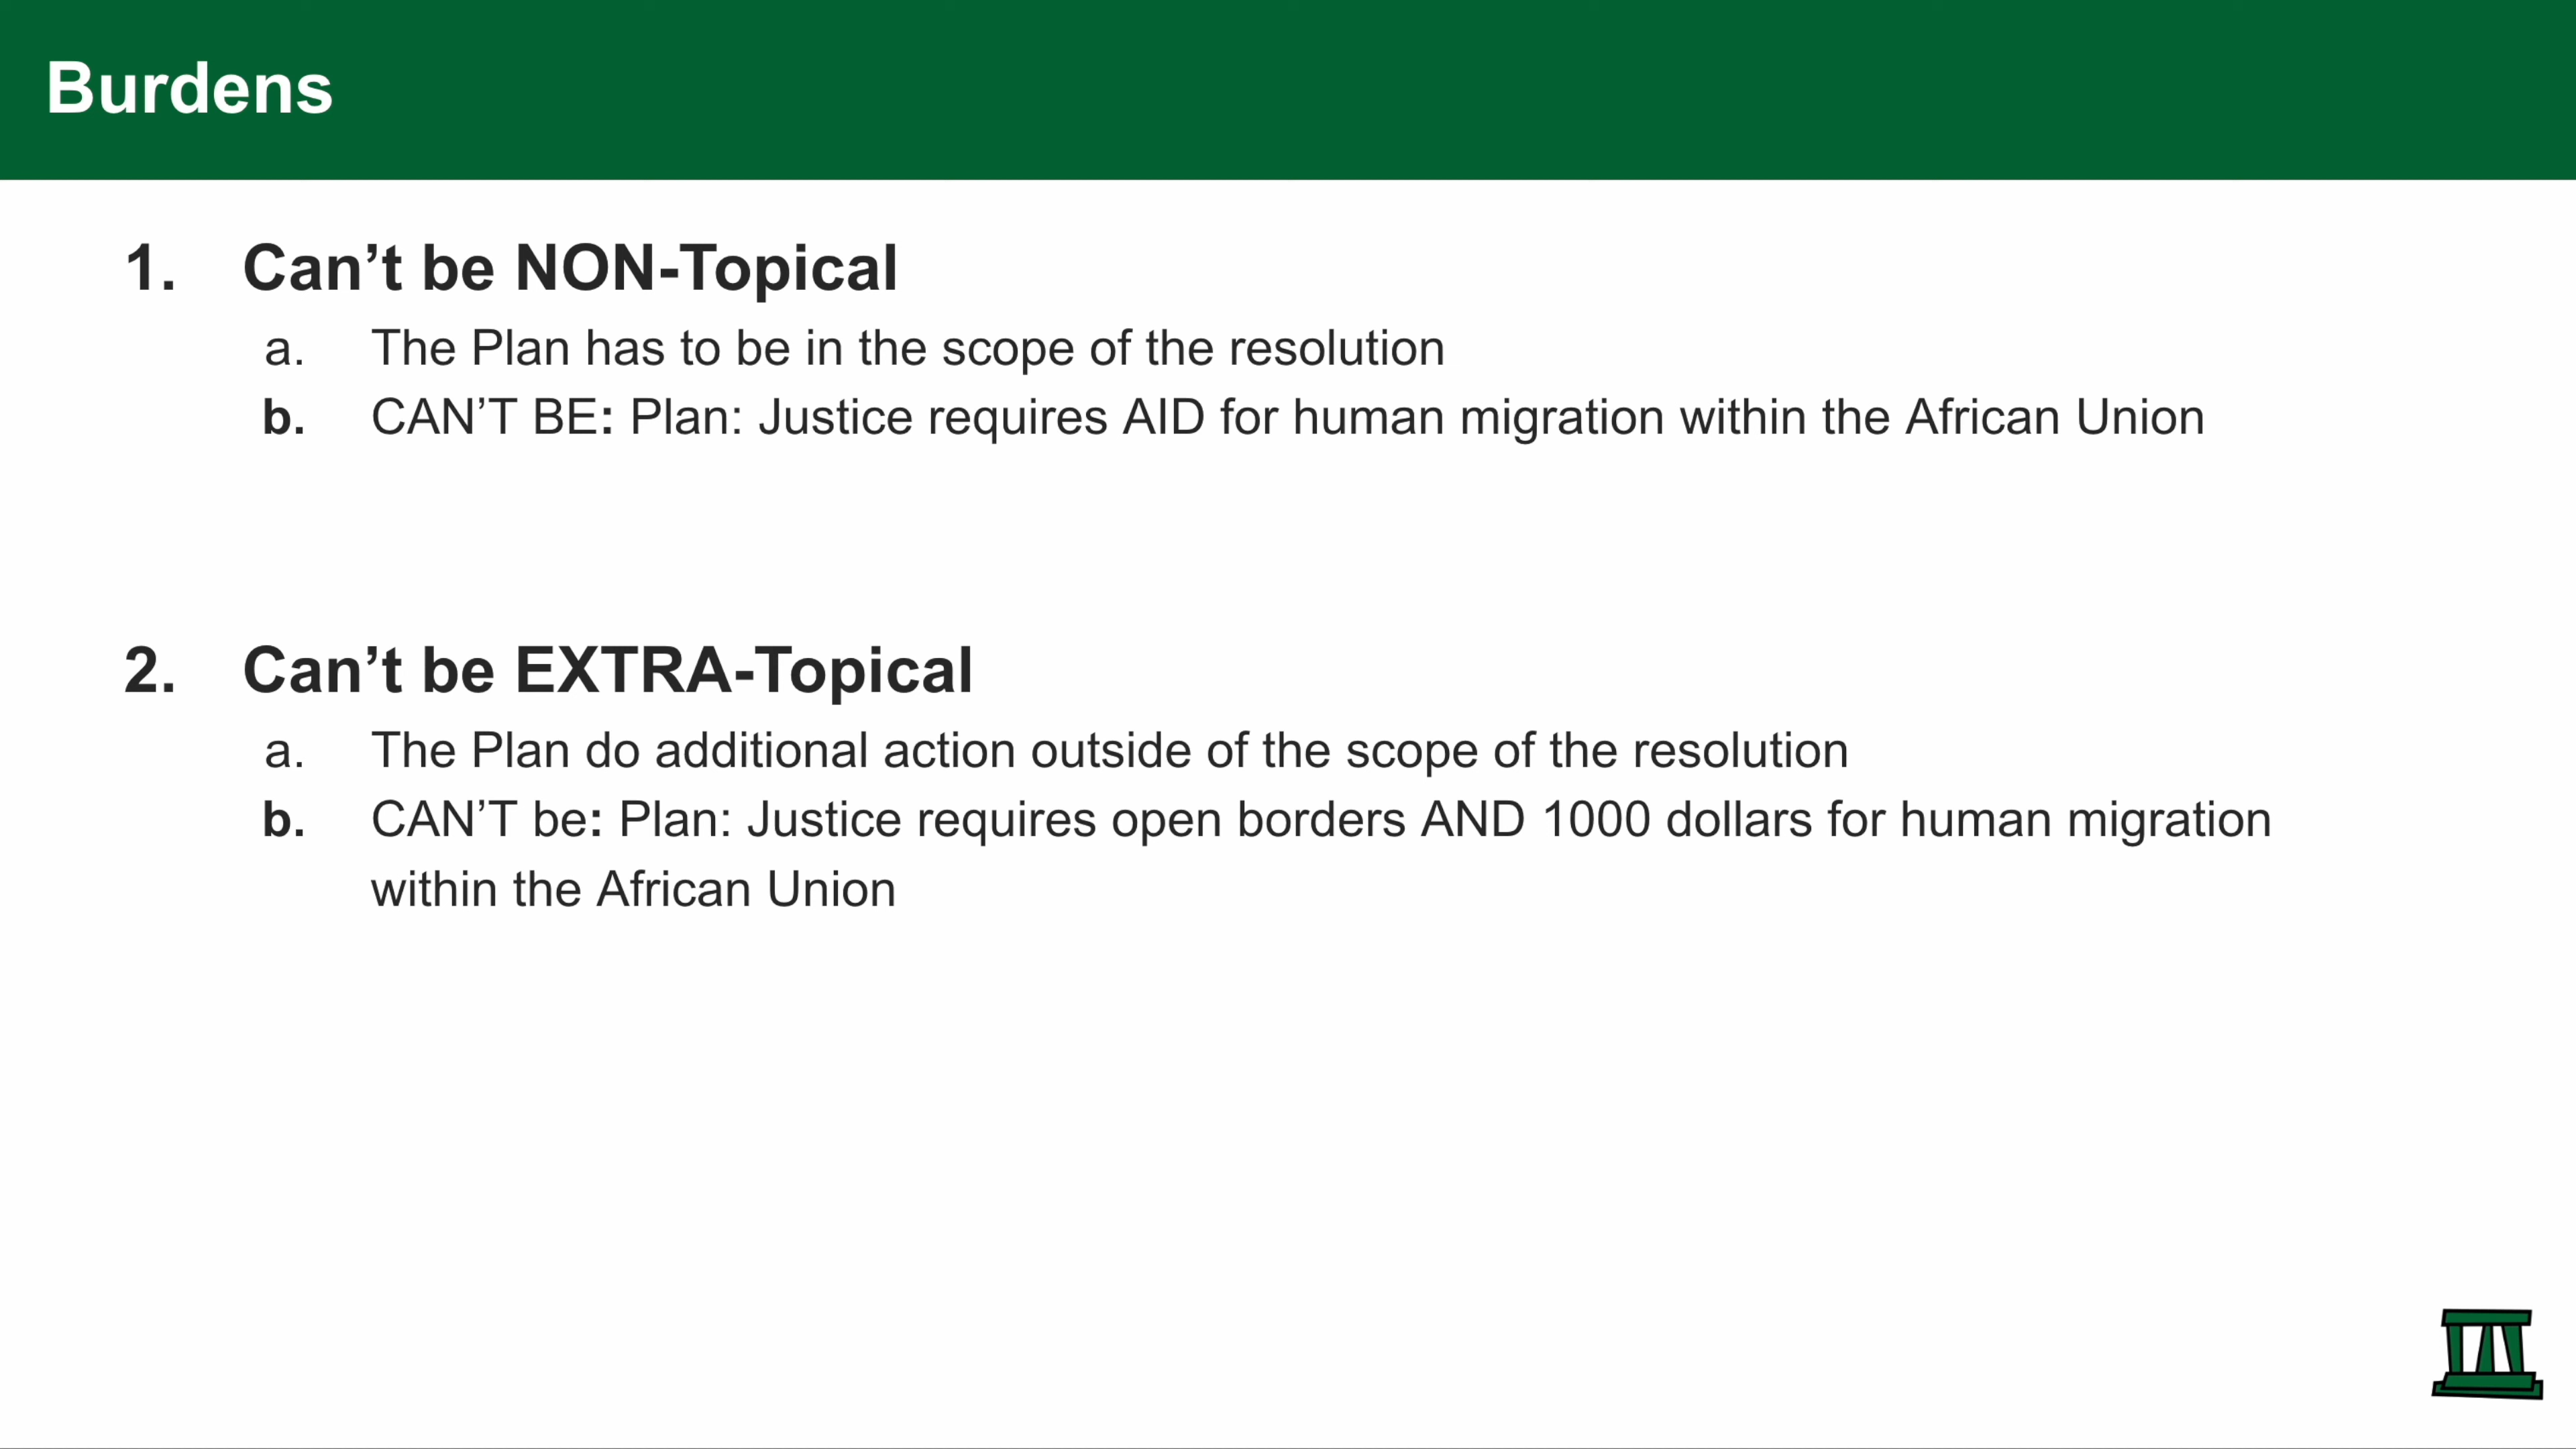 Burdens
1. Can’t be NON-Topical
a. The Plan has to be in the scope of the resolution
b. CAN’T BE: Plan: Justice requires AID for human migration within the African Union
2. Can’t be EXTRA-Topical
a. The Plan do additional action outside of the scope of the resolution
b. CAN’T be: Plan: Justice requires open borders AND 1000 dollars for human migration
within the African Union